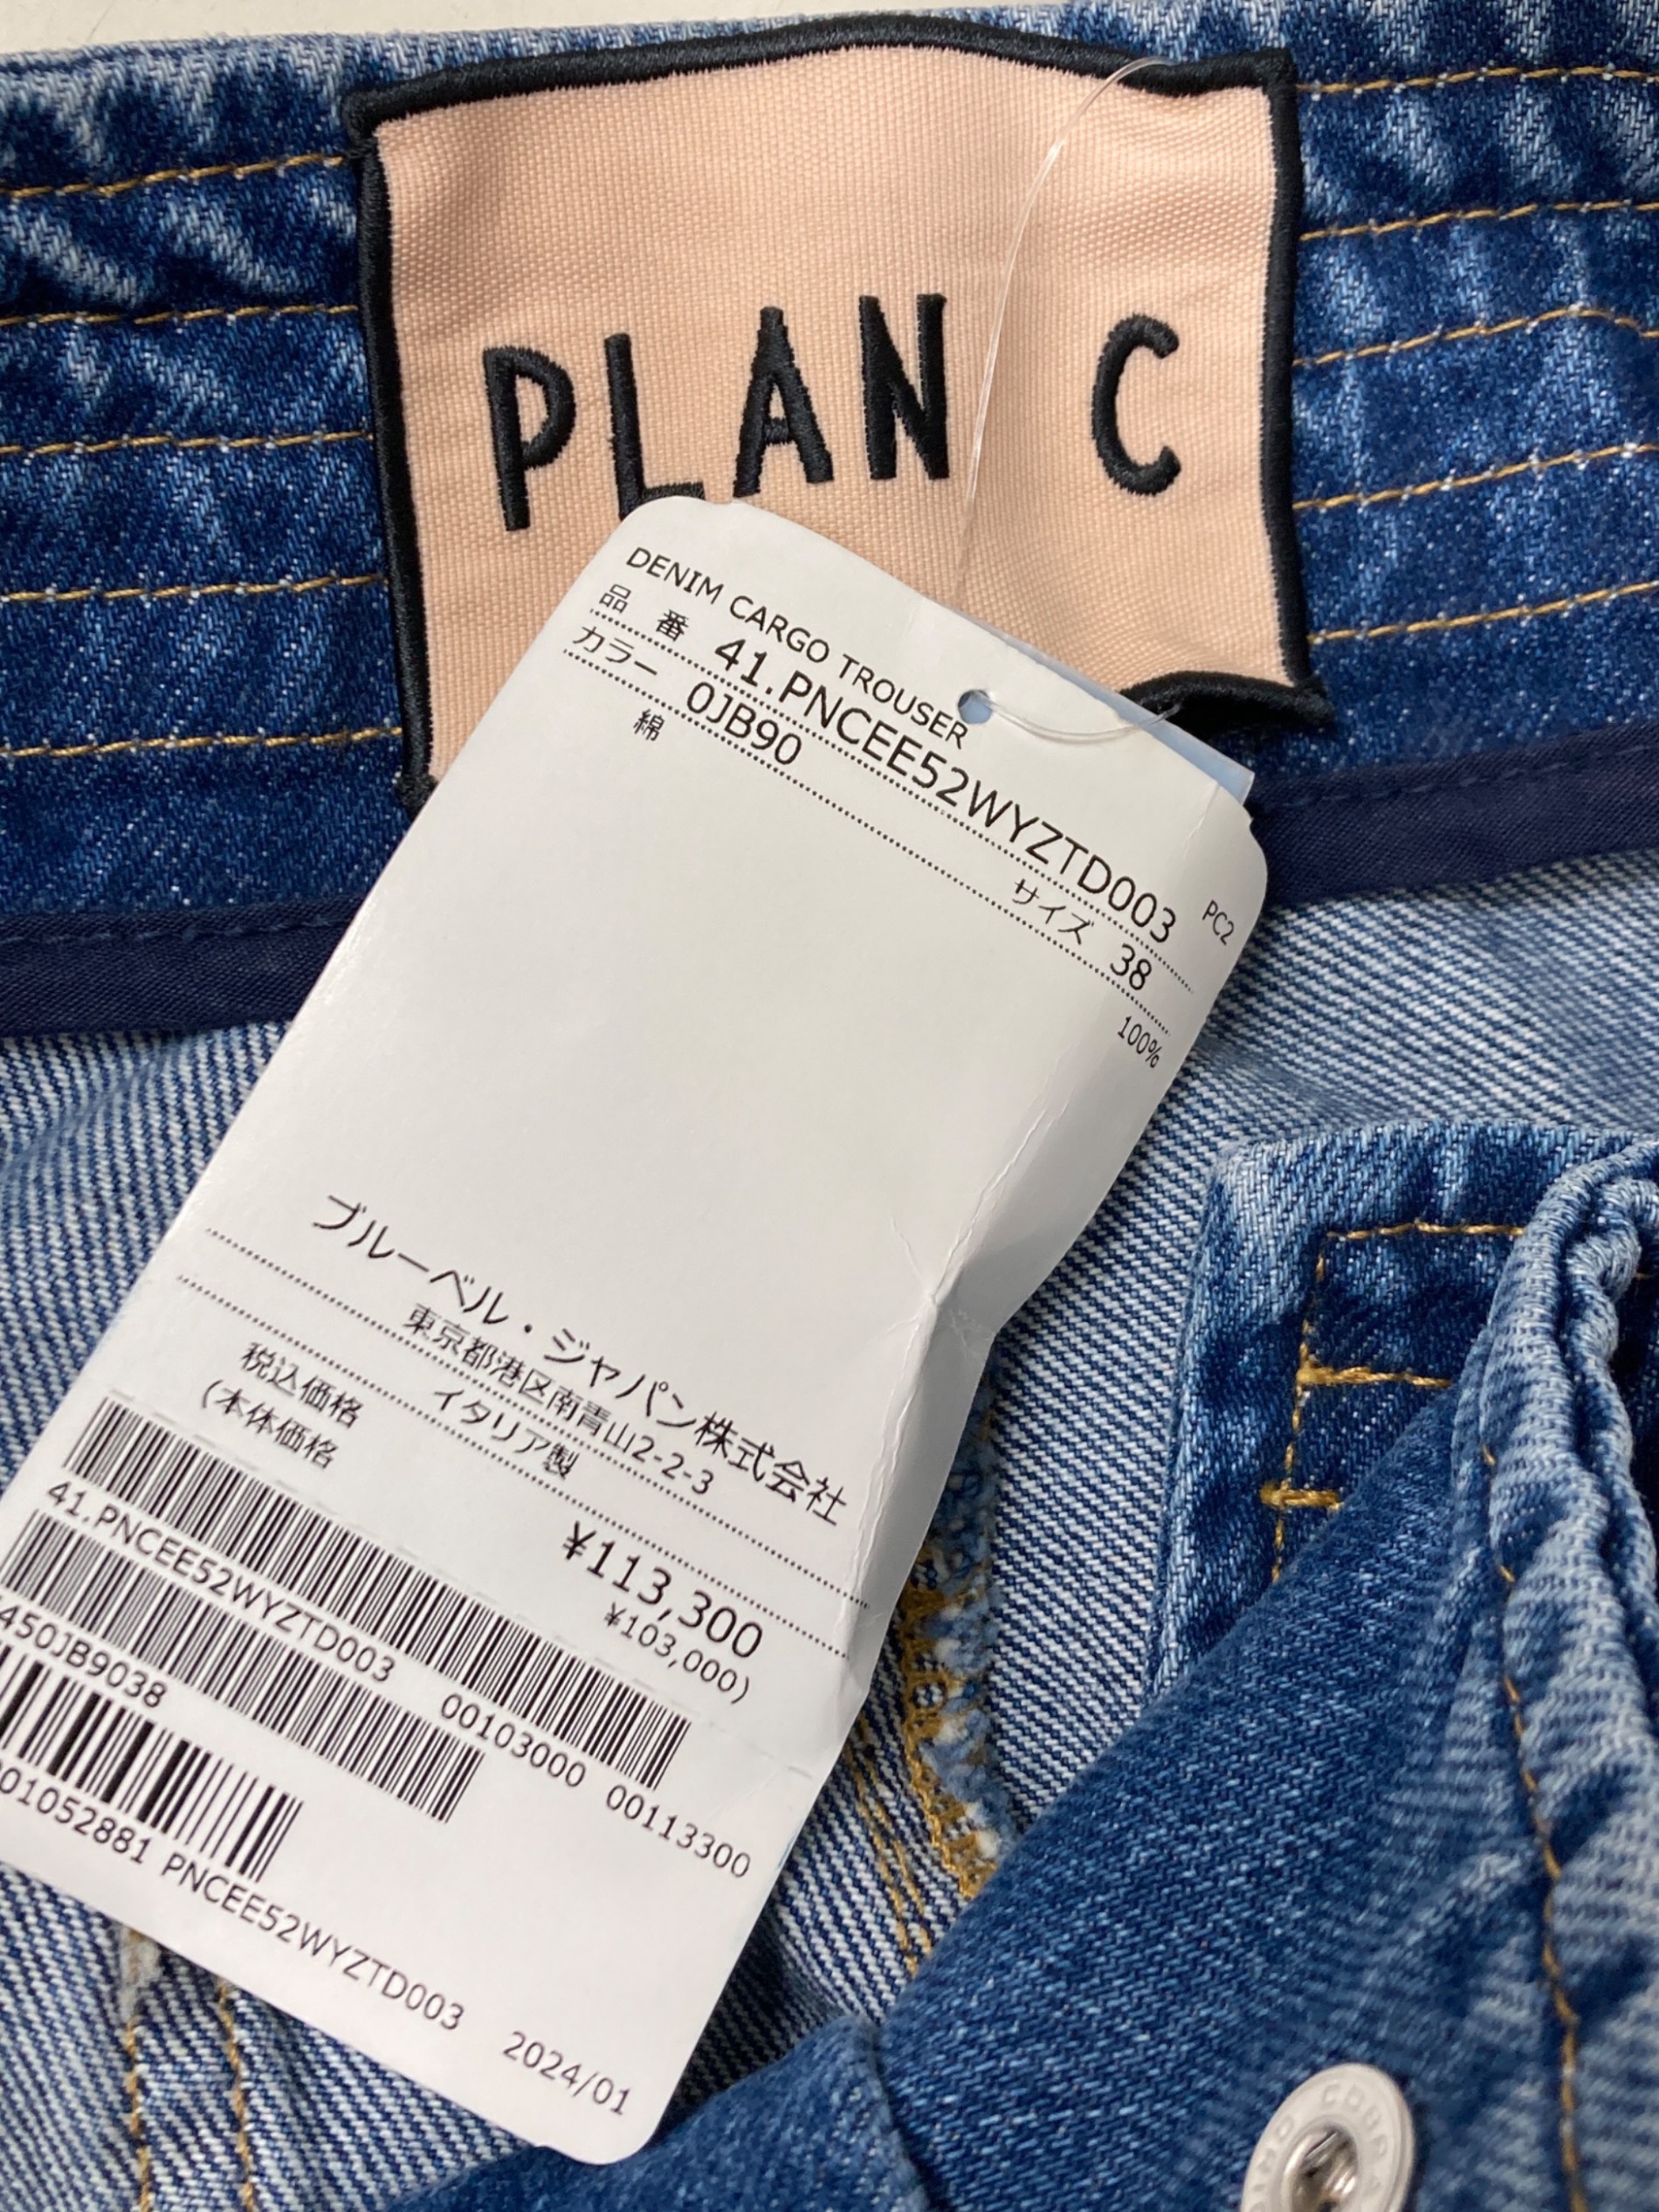 PLAN C
DENIM CARGO TROUSER
PC2
品 番 41.PNCEE52WYZTD003
カラー 0JB90 サイズ 38
綿 100%
ブルーベル・ジャパン株式会社
東京都港区南青山2-2-3
イタリア製
税込価格 ¥113,300
(本体価格 ¥103,000)
41.PNCEE52WYZTD003 00103000 00113300
450JB9038
01052881 PNCEE52WYZTD003 2024/01
COBRA